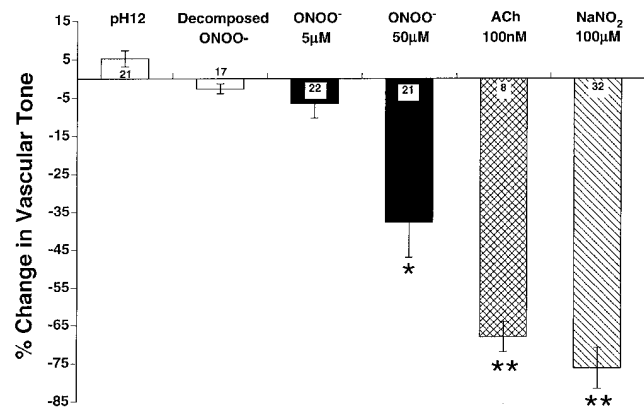 pH12
Decomposed
ONOO-
ONOO⁻
5µM
ONOO⁻
50µM
ACh
100nM
NaNO₂
100µM
% Change in Vascular Tone
15
5
-5
-15
-25
-35
-45
-55
-65
-75
-85
21
17
22
21
8
32
*
**
**